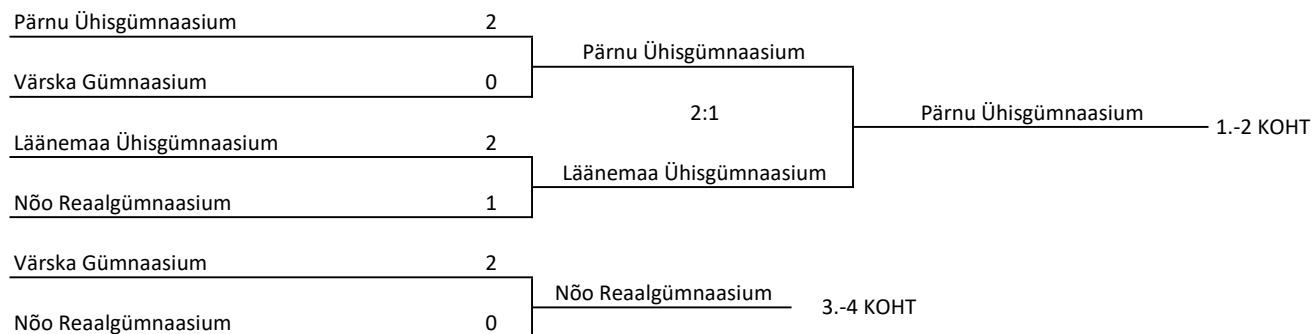 Pärnu Ühisgümnaasium 2
Pärnu Ühisgümnaasium
Värska Gümnaasium 0
2:1
Pärnu Ühisgümnaasium
1.-2 KOHT
Läänemaa Ühisgümnaasium 2
Läänemaa Ühisgümnaasium
Nõo Reaalgümnaasium 1
Värska Gümnaasium 2
Nõo Reaalgümnaasium
3.-4 KOHT
Nõo Reaalgümnaasium 0